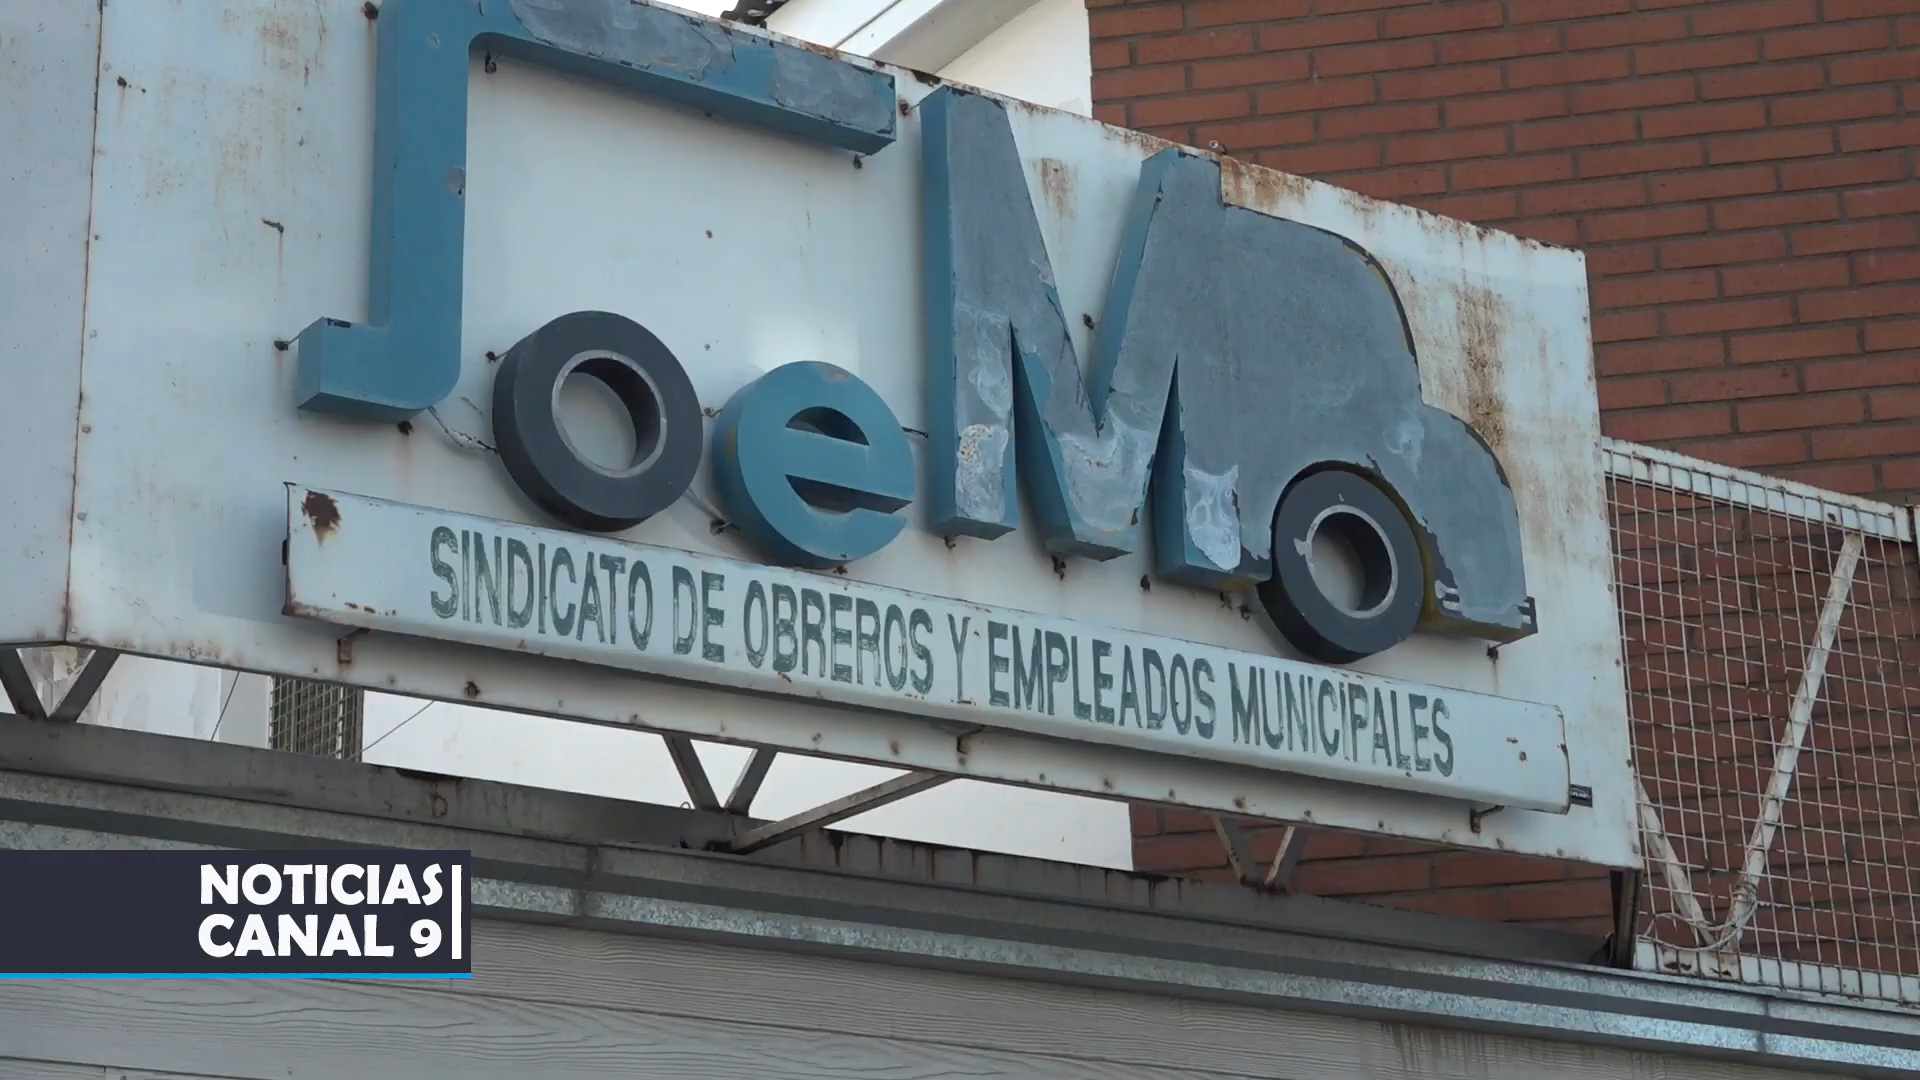 SoeMo
SINDICATO DE OBREROS Y EMPLEADOS MUNICIPALES
NOTICIAS
CANAL 9